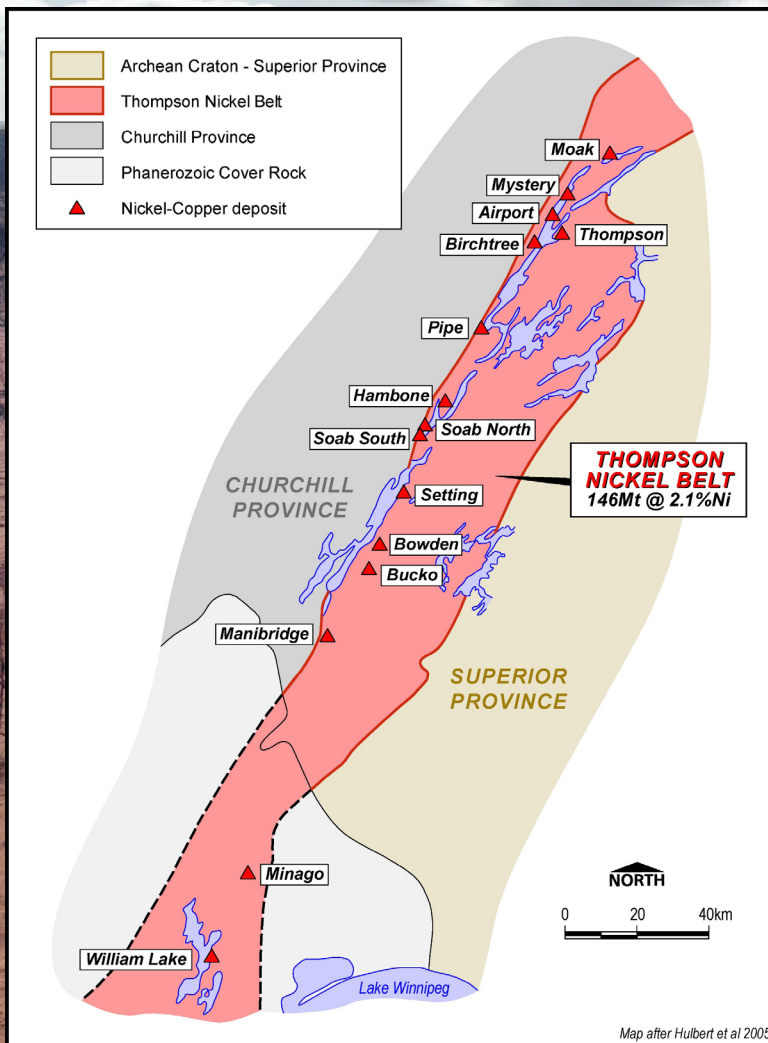 Archean Craton - Superior Province
Thompson Nickel Belt
Churchill Province
Phanerozoic Cover Rock
Nickel-Copper deposit
Moak
Mystery
Airport
Thompson
Birchtree
Pipe
Hambone
Soab North
Soab South
THOMPSON
NICKEL BELT
146Mt @ 2.1%Ni
CHURCHILL
PROVINCE
Setting
Bowden
Bucko
Manibridge
SUPERIOR
PROVINCE
Minago
NORTH
0 20 40km
William Lake
Lake Winnipeg
Map after Hulbert et al 2005